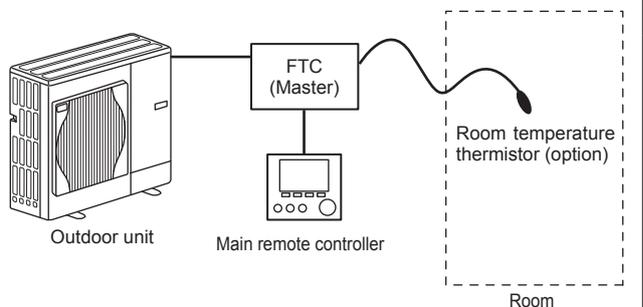 FTC
(Master)
Room temperature
thermistor (option)
Outdoor unit
Main remote controller
Room